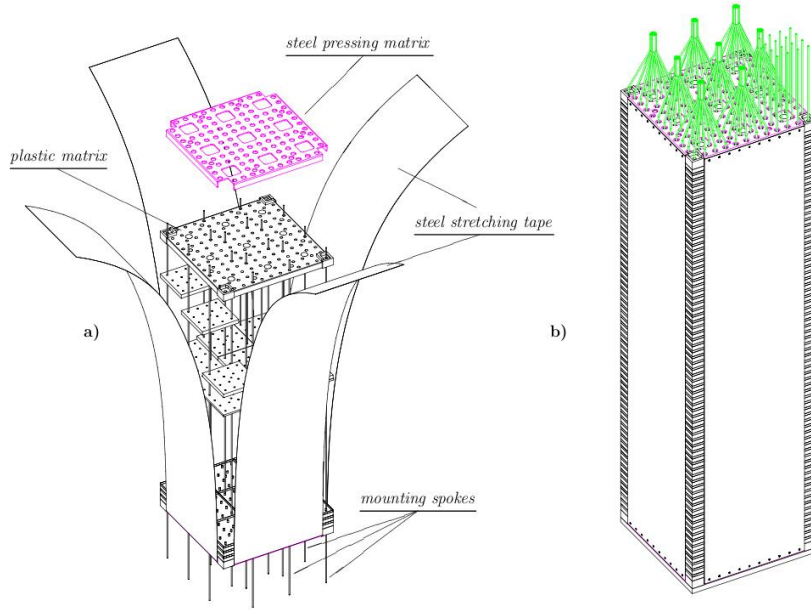 steel pressing matrix
plastic matrix
steel stretching tape
a)
b)
mounting spokes